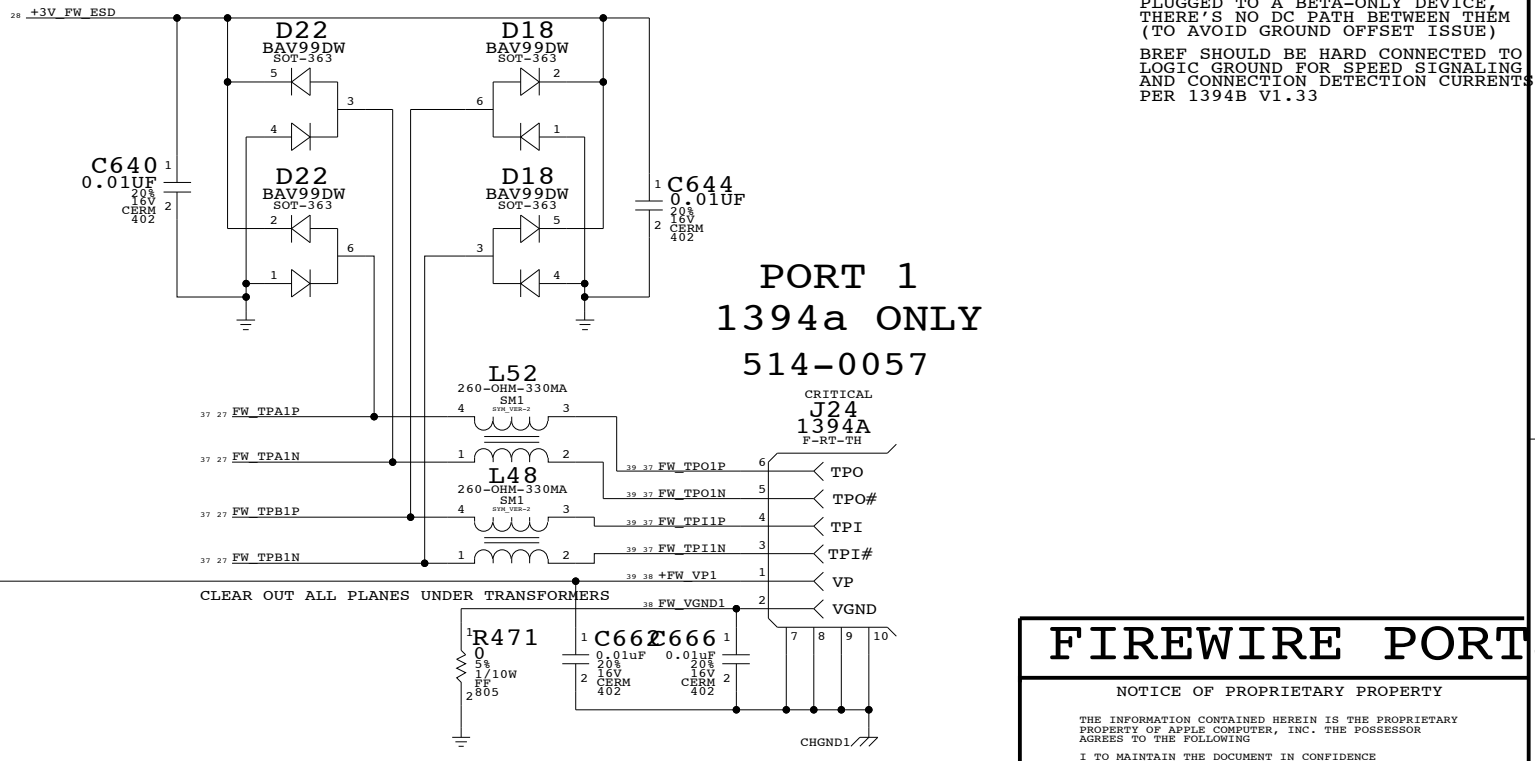 28 +3V_FW_ESD
D22
BAV99DW
SOT-363
5
3
4
D18
BAV99DW
SOT-363
2
6
1
C640
0.01UF
20%
16V
CERM
402
1
2
D22
BAV99DW
SOT-363
2
6
1
D18
BAV99DW
SOT-363
5
3
4
C644
0.01UF
20%
16V
CERM
402
1
2
PLUGGED TO A BETA-ONLY DEVICE,
THERE'S NO DC PATH BETWEEN THEM
(TO AVOID GROUND OFFSET ISSUE)
BREF SHOULD BE HARD CONNECTED TO
LOGIC GROUND FOR SPEED SIGNALING
AND CONNECTION DETECTION CURRENTS
PER 1394B V1.33
PORT 1
1394a ONLY
514-0057
CRITICAL
J24
1394A
F-RT-TH
L52
260-OHM-330MA
SM1
SYM_VER-2
4
3
1
2
37 27 FW_TPA1P
37 27 FW_TPA1N
L48
260-OHM-330MA
SM1
SYM_VER-2
4
3
1
2
37 27 FW_TPB1P
37 27 FW_TPB1N
39 37 FW_TPO1P 6 TPO
39 37 FW_TPO1N 5 TPO#
39 37 FW_TPI1P 4 TPI
39 37 FW_TPI1N 3 TPI#
39 38 +FW_VP1 1 VP
38 FW_VGND1 2 VGND
CLEAR OUT ALL PLANES UNDER TRANSFORMERS
R471
0
5%
1/10W
FF
805
1
2
C662
0.01uF
20%
16V
CERM
402
1
2
C666
0.01uF
20%
16V
CERM
402
1
2
7 8 9 10
CHGND1
FIREWIRE PORT
NOTICE OF PROPRIETARY PROPERTY
THE INFORMATION CONTAINED HEREIN IS THE PROPRIETARY
PROPERTY OF APPLE COMPUTER, INC. THE POSSESSOR
AGREES TO THE FOLLOWING
I TO MAINTAIN THE DOCUMENT IN CONFIDENCE